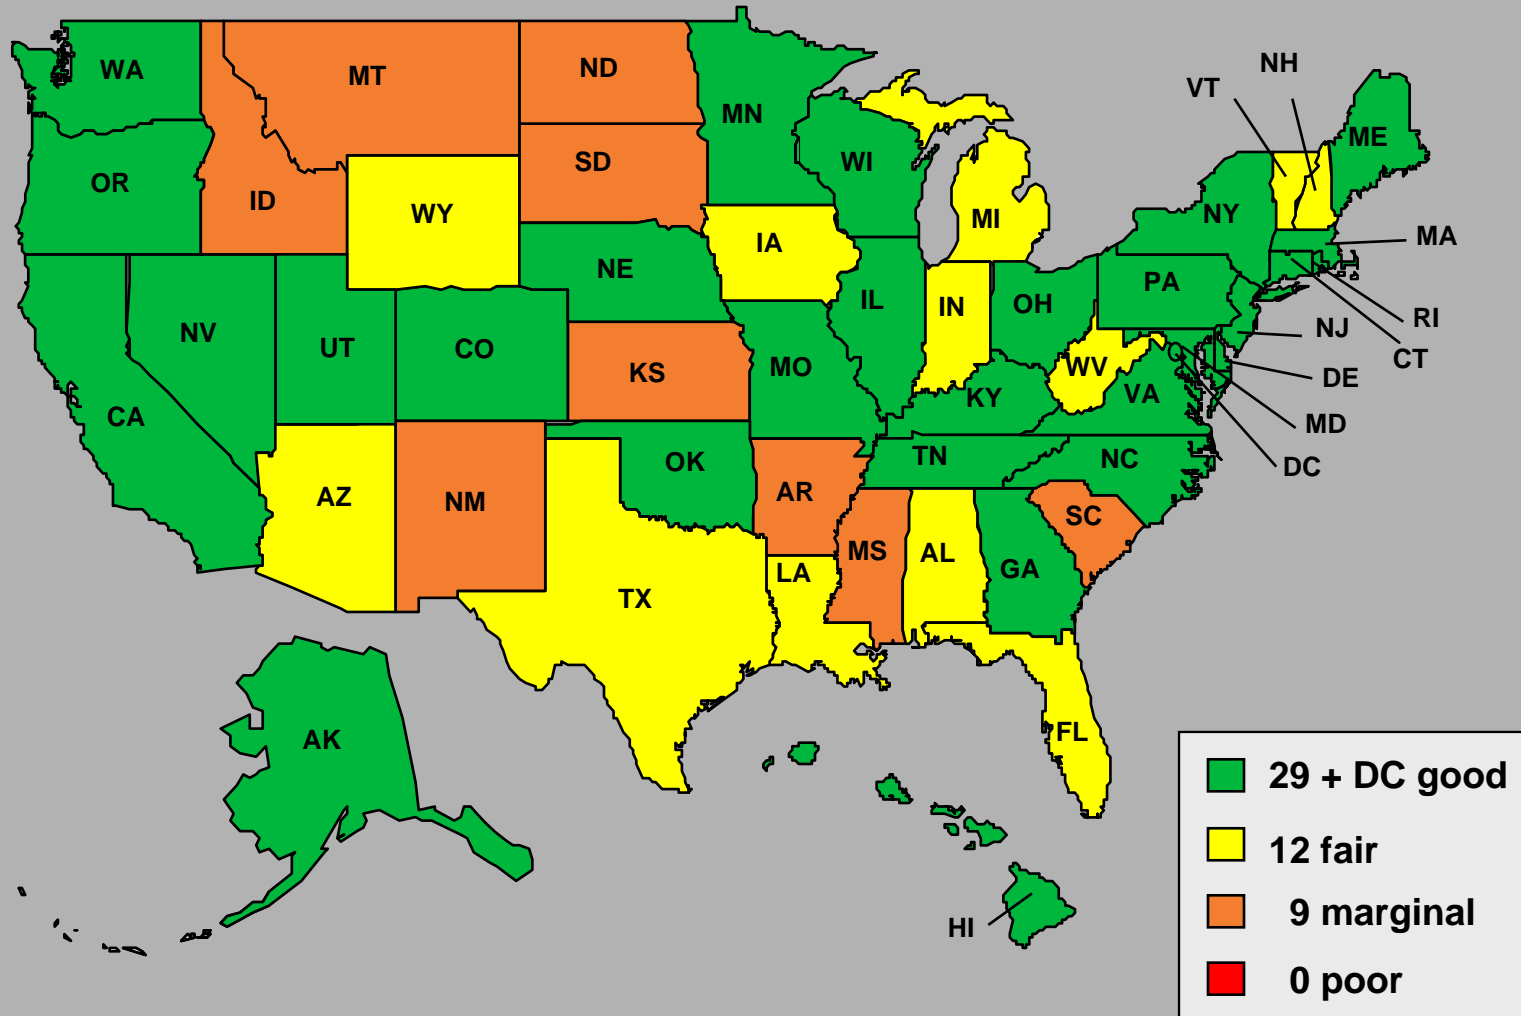 NH
VT
WA
MT
ND
MN
ME
WI
SD
OR
ID
WY
MI
NY
MA
IA
NE
PA
IL
IN
OH
RI
NJ
NV
UT
CO
CT
MO
WV
KS
DE
VA
KY
CA
MD
TN
NC
OK
DC
AR
AZ
NM
SC
MS
AL
GA
LA
TX
FL
AK
HI
29 + DC good
12 fair
9 marginal
0 poor